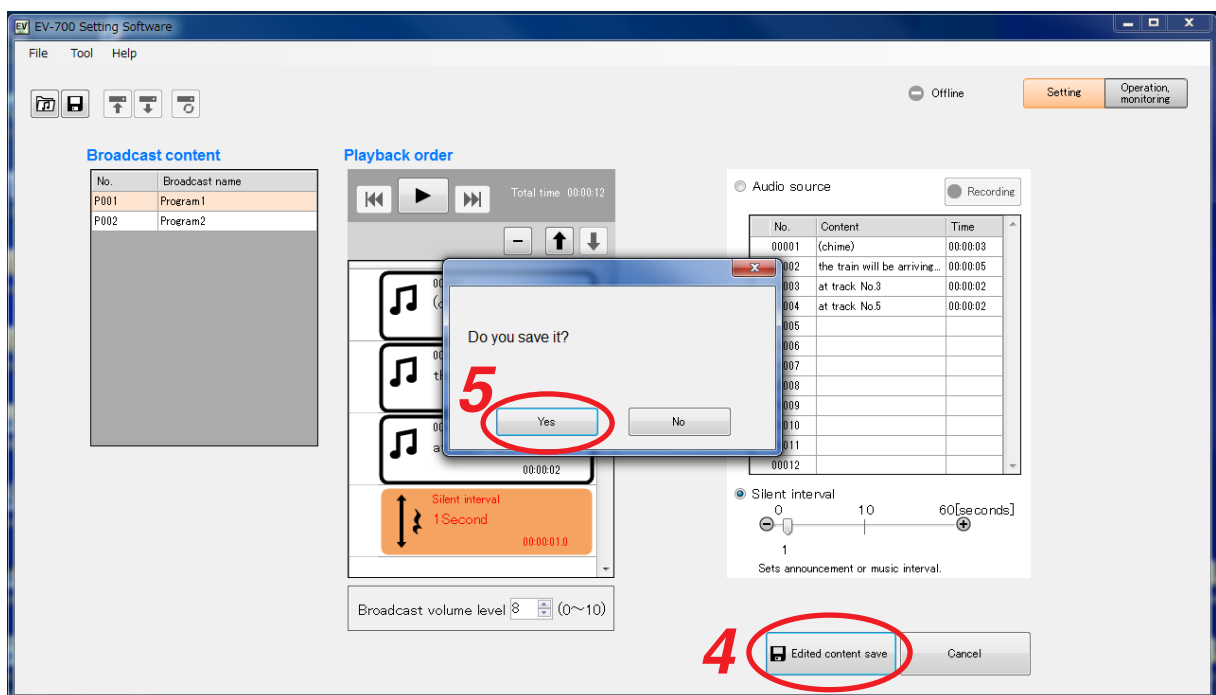 EV EV-700 Setting Software
File Tool Help
Offline
Setting
Operation,
monitoring
Broadcast content
No. Broadcast name
P001 Program1
P002 Program2
Playback order
Total time 00:00:12
00:00:02
Silent interval
1Second
00:00:01.0
Broadcast volume level 8 (0～10)
Do you save it?
5
Yes No
Audio source
Recording
No. Content Time
00001 (chime) 00:00:03
002 the train will be arriving... 00:00:05
003 at track No.3 00:00:02
004 at track No.5 00:00:02
005
006
007
008
009
010
011
00012
Silent interval
0 10 60[seconds]
1
Sets announcement or music interval.
4
Edited content save Cancel